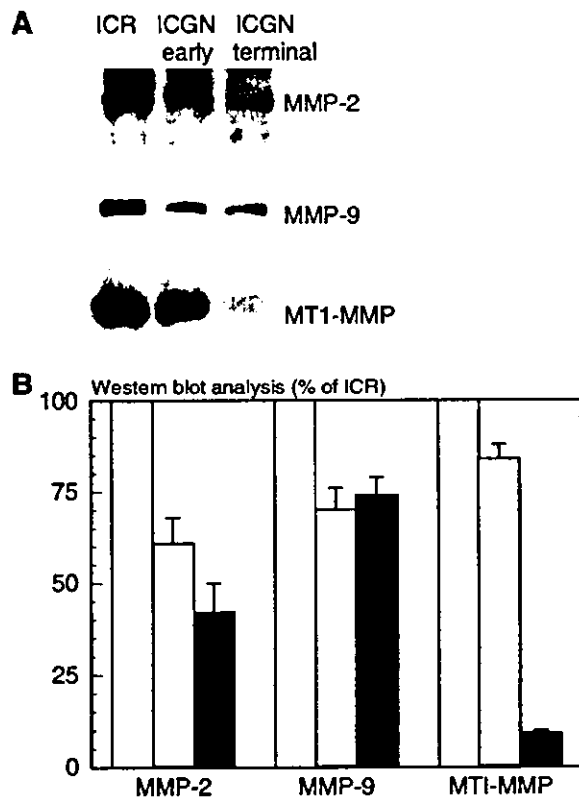 A
ICR ICGN ICGN
early terminal
MMP-2
MMP-9
MT1-MMP
B
Western blot analysis (% of ICR)
100
75
50
25
0
MMP-2 MMP-9 MTI-MMP